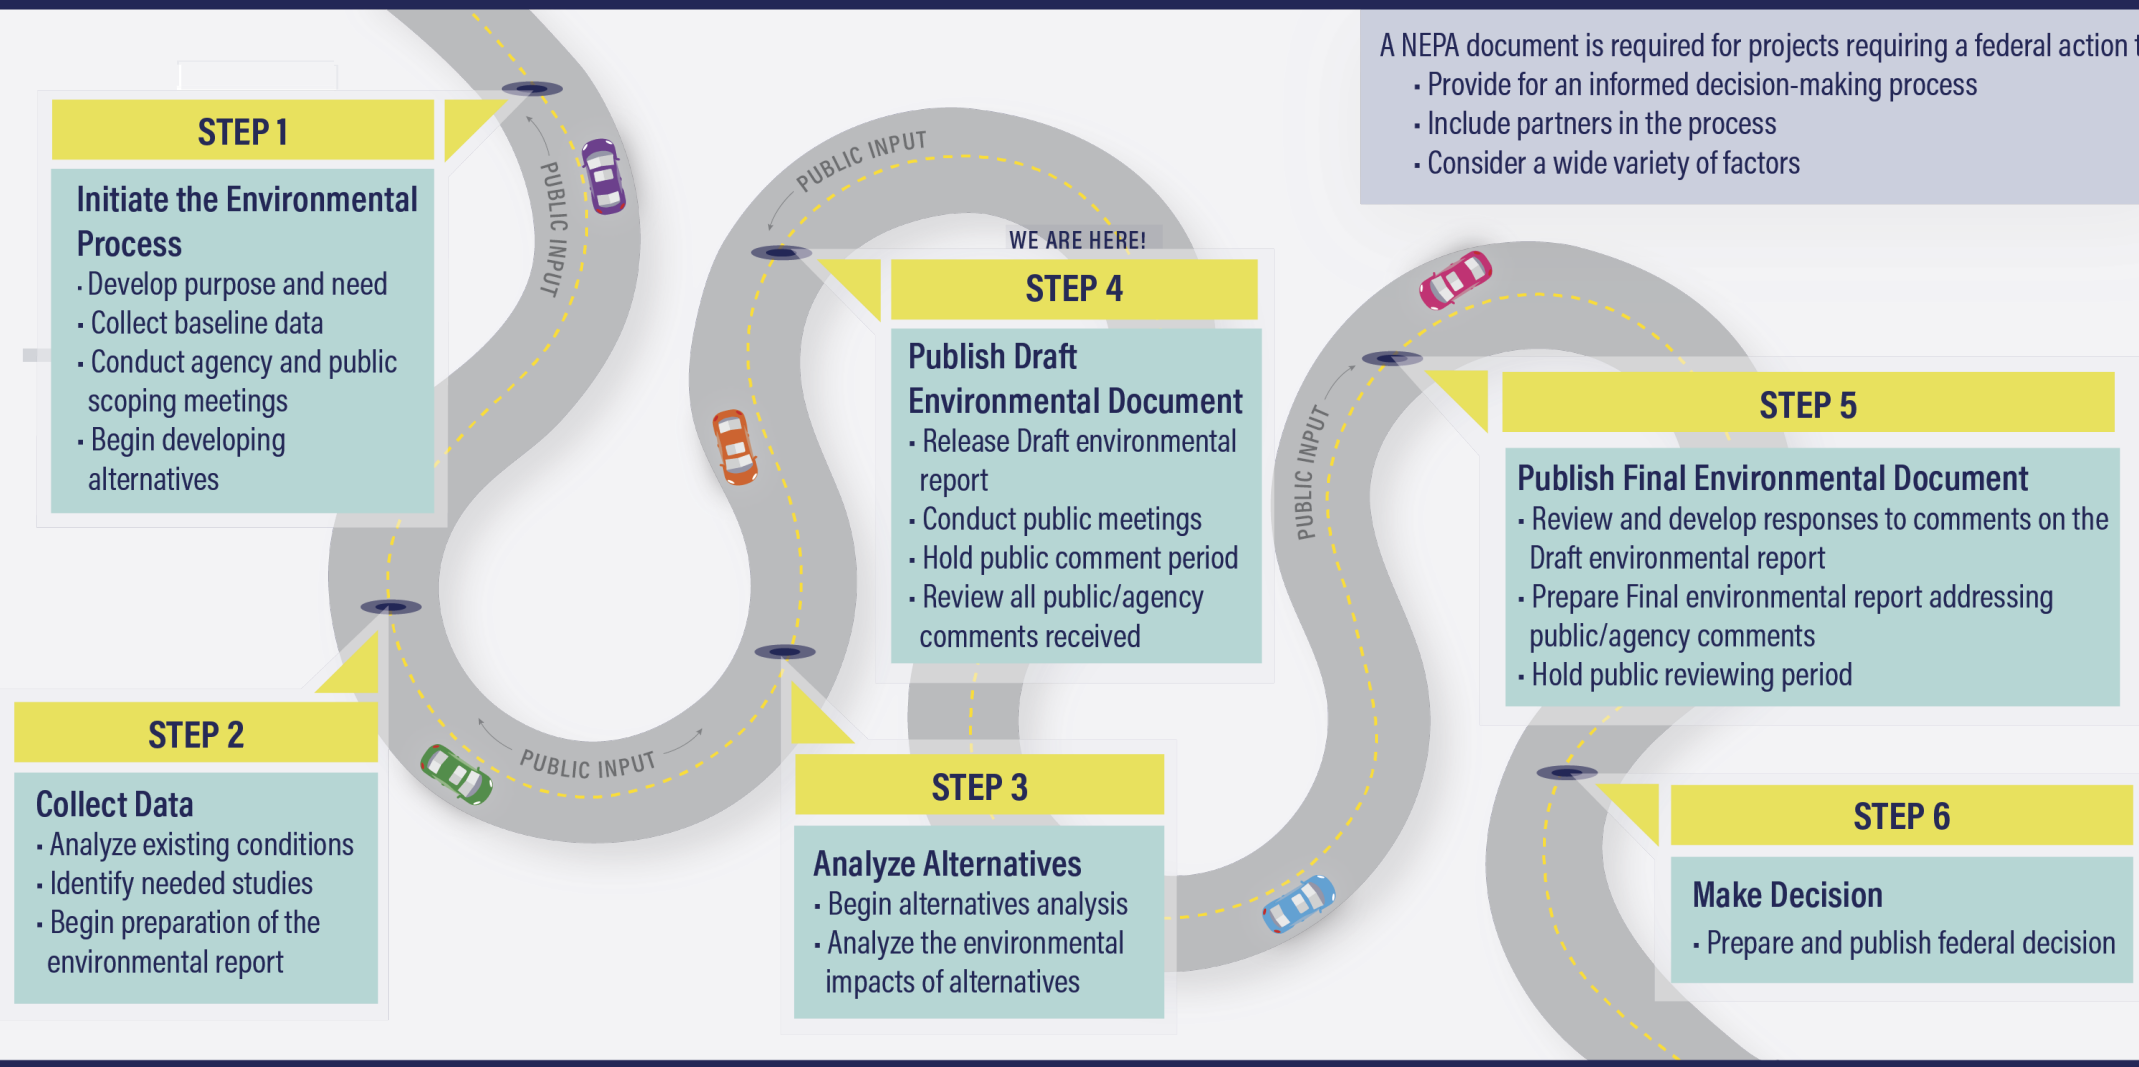 A NEPA document is required for projects requiring a federal action
· Provide for an informed decision-making process
· Include partners in the process
· Consider a wide variety of factors
STEP 1
Initiate the Environmental
Process
· Develop purpose and need
· Collect baseline data
· Conduct agency and public
scoping meetings
· Begin developing
alternatives
PUBLIC INPUT
STEP 2
Collect Data
· Analyze existing conditions
· Identify needed studies
· Begin preparation of the
environmental report
PUBLIC INPUT
STEP 3
Analyze Alternatives
· Begin alternatives analysis
· Analyze the environmental
impacts of alternatives
PUBLIC INPUT
WE ARE HERE!
STEP 4
Publish Draft
Environmental Document
· Release Draft environmental
report
· Conduct public meetings
· Hold public comment period
· Review all public/agency
comments received
PUBLIC INPUT
STEP 5
Publish Final Environmental Document
· Review and develop responses to comments on the
Draft environmental report
· Prepare Final environmental report addressing
public/agency comments
· Hold public reviewing period
STEP 6
Make Decision
· Prepare and publish federal decision